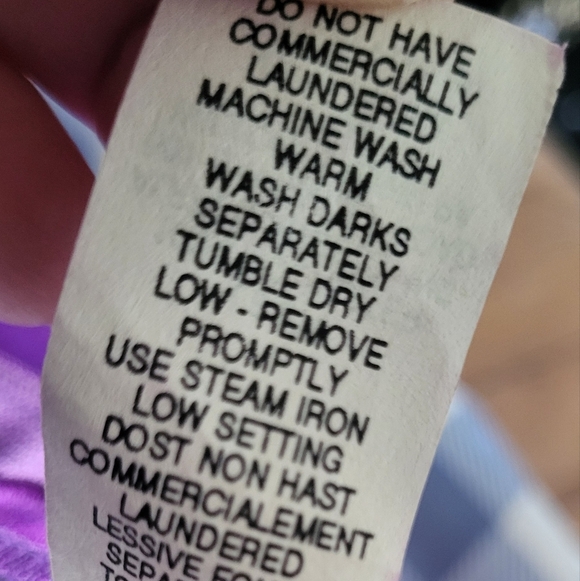 DO NOT HAVE
COMMERCIALLY
LAUNDERED
MACHINE WASH
WARM
WASH DARKS
SEPARATELY
TUMBLE DRY
LOW - REMOVE
PROMPTLY
USE STEAM IRON
LOW SETTING
DOST NON HAST
COMMERCIALEMENT
LAUNDERED
LESSIVE